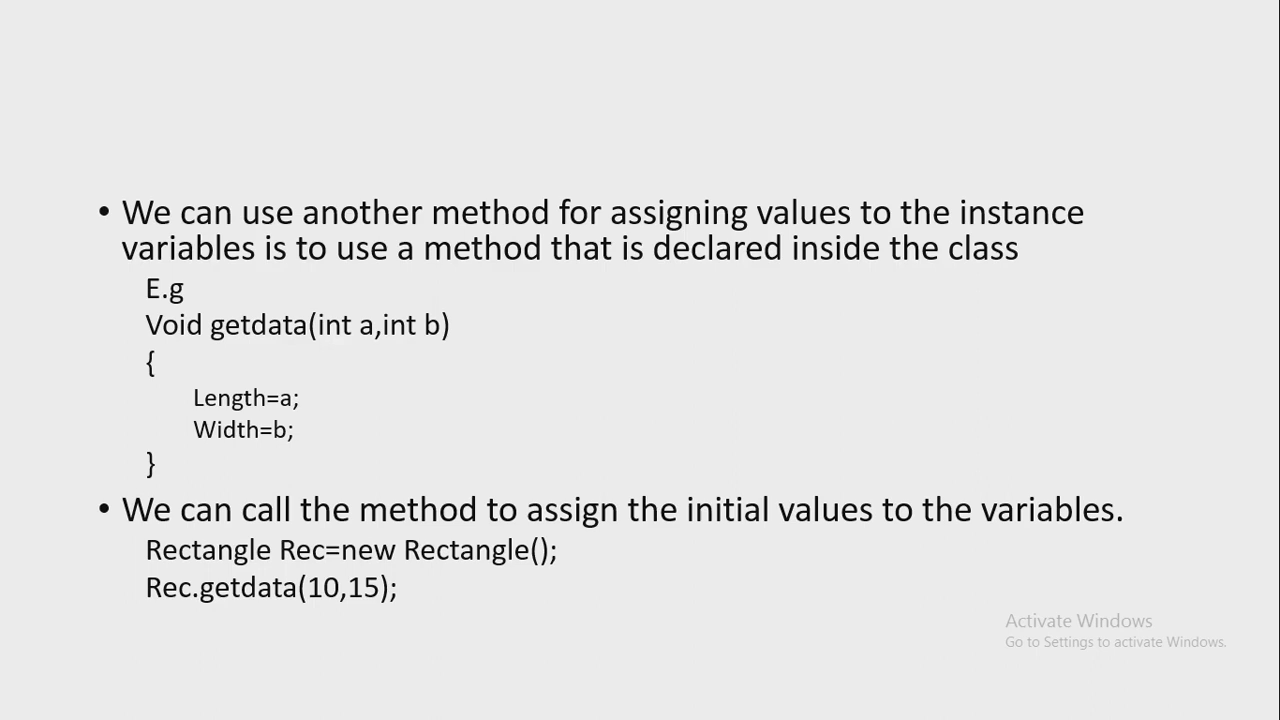 • We can use another method for assigning values to the instance
variables is to use a method that is declared inside the class
E.g
Void getdata(int a,int b)
{
Length=a;
Width=b;
}
• We can call the method to assign the initial values to the variables.
Rectangle Rec=new Rectangle();
Rec.getdata(10,15);
Activate Windows
Go to Settings to activate Windows.